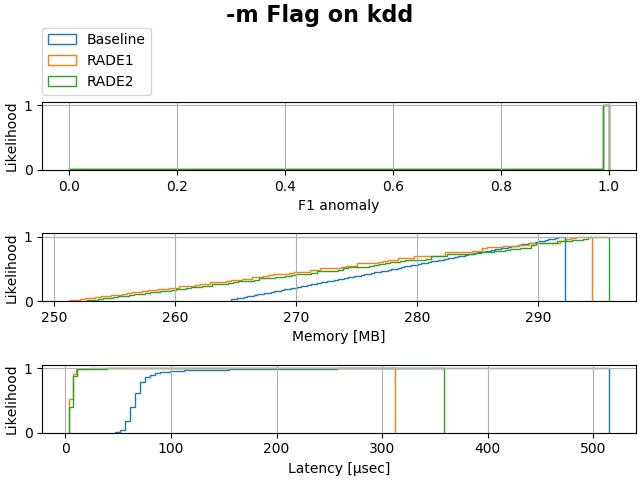 -m Flag on kdd
Baseline
RADE1
RADE2
1
0
Likelihood
0.0 0.2 0.4 0.6 0.8 1.0
F1 anomaly
1
0
Likelihood
250 260 270 280 290
Memory [MB]
1
0
Likelihood
0 100 200 300 400 500
Latency [μsec]